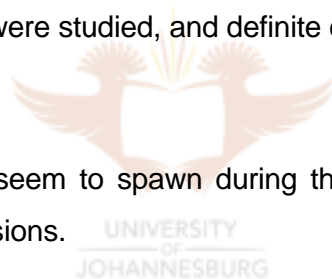 were studied, and definite
seem to spawn during th
sions.
UNIVERSITY
OF
JOHANNESBURG